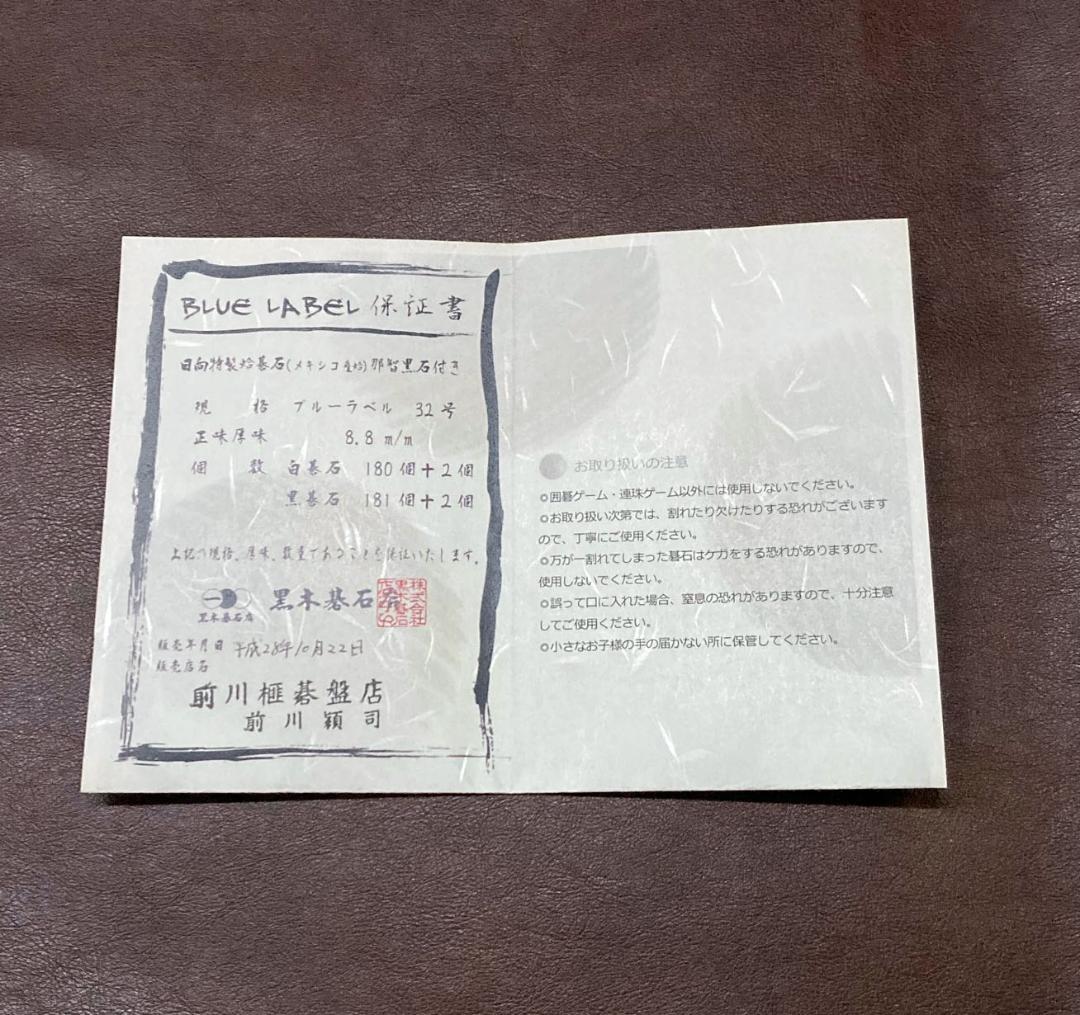 BLUE LABEL 保証書
日向特製蛤碁石(メキシコ産蛤)那智黒石付き
規　格　ブルーラベル　32号
正味厚味　8.8 m/m
個　数　白碁石　180個+2個
黒碁石　181個+2個
上記の規格、厚味、数量であることを保証いたします。
黒木碁石店
黒木碁石店
株式会社黒木碁石店
販売年月日 平成28年10月22日
販売店名
前川榧碁盤店
前川穎司
お取り扱いの注意
○囲碁ゲーム・連珠ゲーム以外には使用しないでください。
○お取り扱い次第では、割れたり欠けたりする恐れがございます
ので、丁寧にご使用ください。
○万が一割れてしまった碁石はケガをする恐れがありますので、
使用しないでください。
○誤って口に入れた場合、窒息の恐れがありますので、十分注意
してご使用ください。
○小さなお子様の手の届かない所に保管してください。